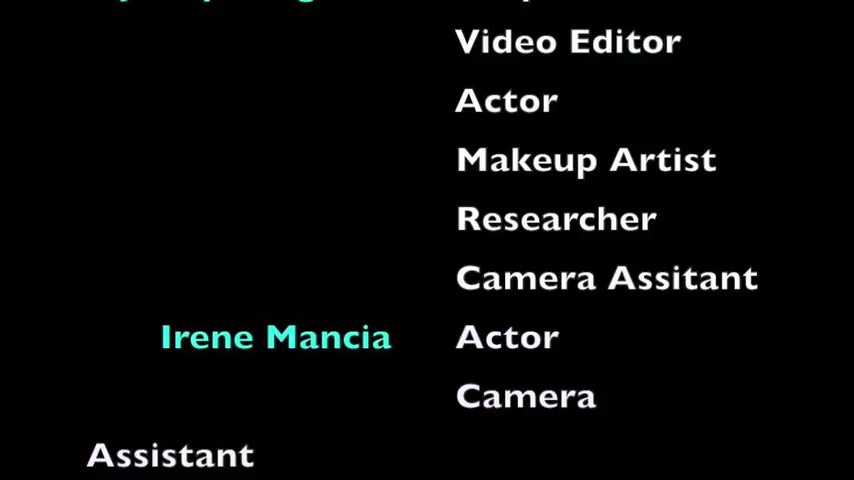 Video Editor
Actor
Makeup Artist
Researcher
Camera Assitant
Irene Mancia Actor
Camera
Assistant